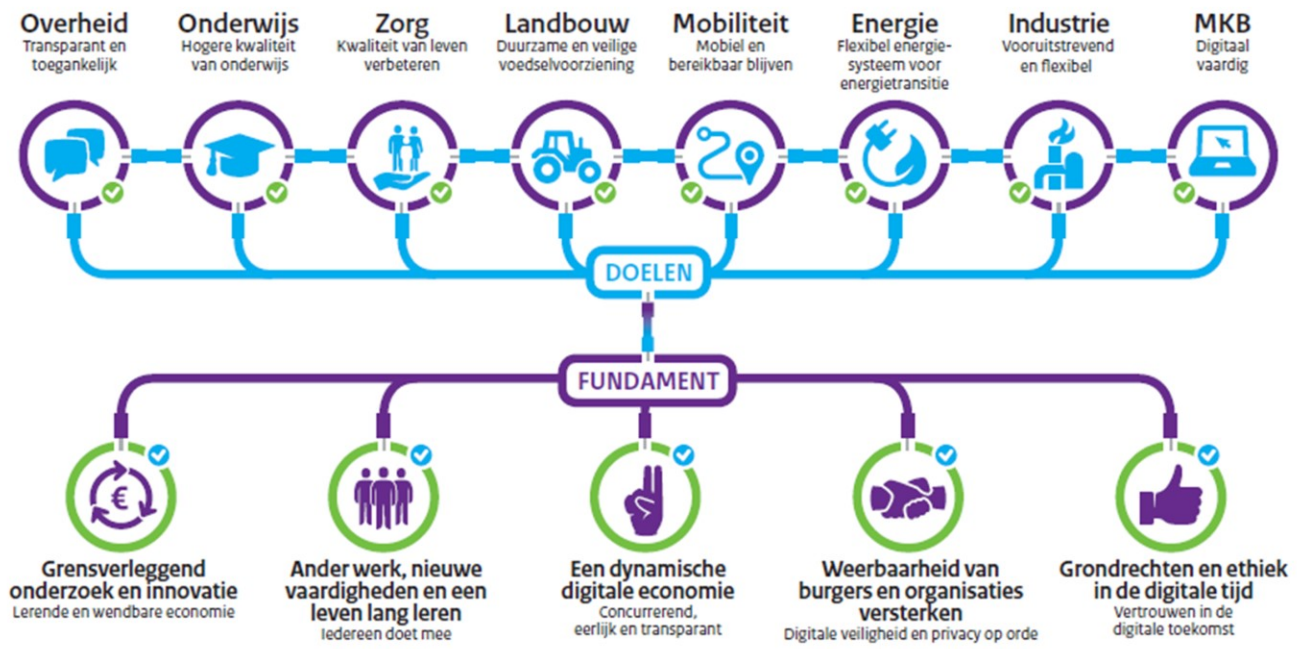 Overheid
Transparant en
toegankelijk
Onderwijs
Hogere kwaliteit
van onderwijs
Zorg
Kwaliteit van leven
verbeteren
Landbouw
Duurzame en veilige
voedselvoorziening
Mobiliteit
Mobiel en
bereikbaar blijven
Energie
Flexibel energie-
systeem voor
energietransitie
Industrie
Vooruitstrevend
en flexibel
MKB
Digitaal
vaardig
DOELEN
FUNDAMENT
€
Grensverleggend
onderzoek en innovatie
Lerende en wendbare economie
Ander werk, nieuwe
vaardigheden en een
leven lang leren
Iedereen doet mee
Een dynamische
digitale economie
Concurrerend,
eerlijk en transparant
Weerbaarheid van
burgers en organisaties
versterken
Digitale veiligheid en privacy op orde
Grondrechten en ethiek
in de digitale tijd
Vertrouwen in de
digitale toekomst